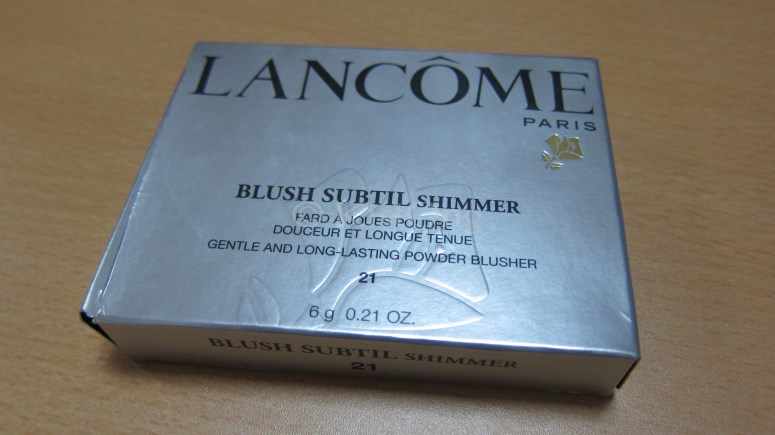 LANCÔME
PARIS
BLUSH SUBTIL SHIMMER
FARD À JOUES POUDRE
DOUCEUR ET LONGUE TENUE
GENTLE AND LONG-LASTING POWDER BLUSHER
21
6 g 0.21 OZ.
BLUSH SUBTIL SHIMMER
21